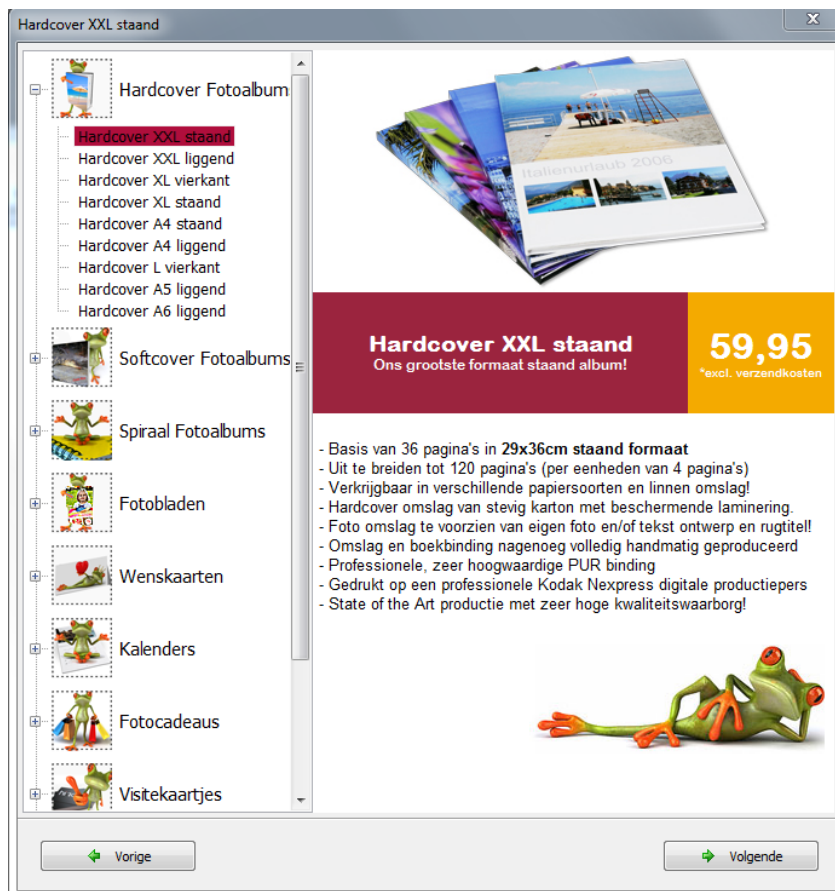 Hardcover XXL staand
x
Hardcover Fotoalbum
Hardcover XXL staand
Hardcover XXL liggend
Hardcover XL vierkant
Hardcover XL staand
Hardcover A4 staand
Hardcover A4 liggend
Hardcover L vierkant
Hardcover A5 liggend
Hardcover A6 liggend
Softcover Fotoalbums
Spiraal Fotoalbums
Fotobladen
Wenskaarten
Kalenders
Fotocadeaus
Visitekaartjes
Italienurlaub 2006
Hardcover XXL staand
Ons grootste formaat staand album!
59,95
*excl. verzendkosten
- Basis van 36 pagina's in 29x36cm staand formaat
- Uit te breiden tot 120 pagina's (per eenheden van 4 pagina's)
- Verkrijgbaar in verschillende papiersoorten en linnen omslag!
- Hardcover omslag van stevig karton met beschermende laminering.
- Foto omslag te voorzien van eigen foto en/of tekst ontwerp en rugtitel!
- Omslag en boekbinding nagenoeg volledig handmatig geproduceerd
- Professionele, zeer hoogwaardige PUR binding
- Gedrukt op een professionele Kodak Nexpress digitale productiepers
- State of the Art productie met zeer hoge kwaliteitswaarborg!
Vorige
Volgende